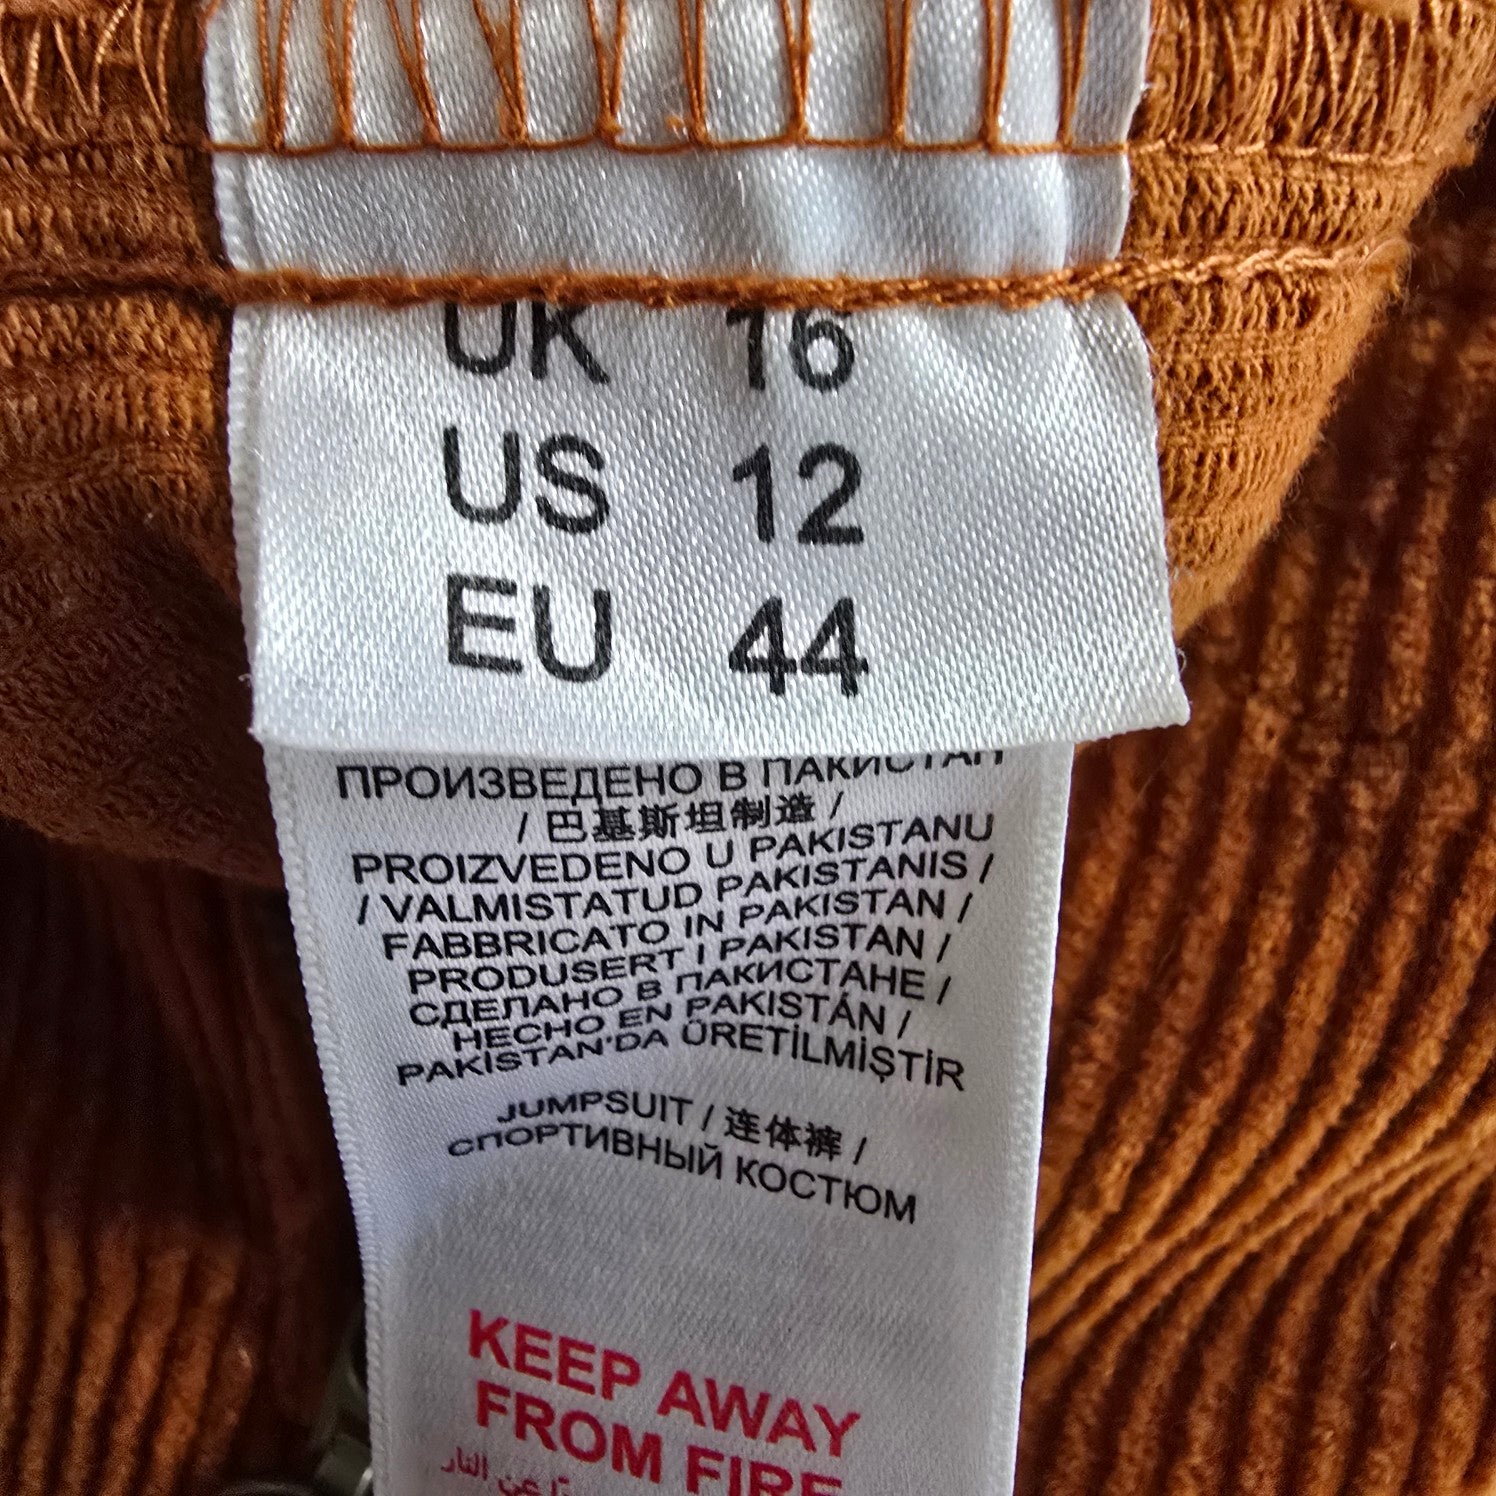 UK 16
US 12
EU 44
ПРОИЗВЕДЕНО В ПАКИСТАН
/ 巴基斯坦制造 /
PROIZVEDENO U PAKISTANU
/ VALMISTATUD PAKISTANIS /
FABBRICATO IN PAKISTAN /
PRODUSERT I PAKISTAN /
СДЕЛАНО В ПАКИСТАНЕ /
HECHO EN PAKISTÁN /
PAKİSTAN'DA ÜRETİLMİŞTİR
JUMPSUIT / 连体裤 /
СПОРТИВНЫЙ КОСТЮМ
KEEP AWAY
FROM FIRE
عن النار